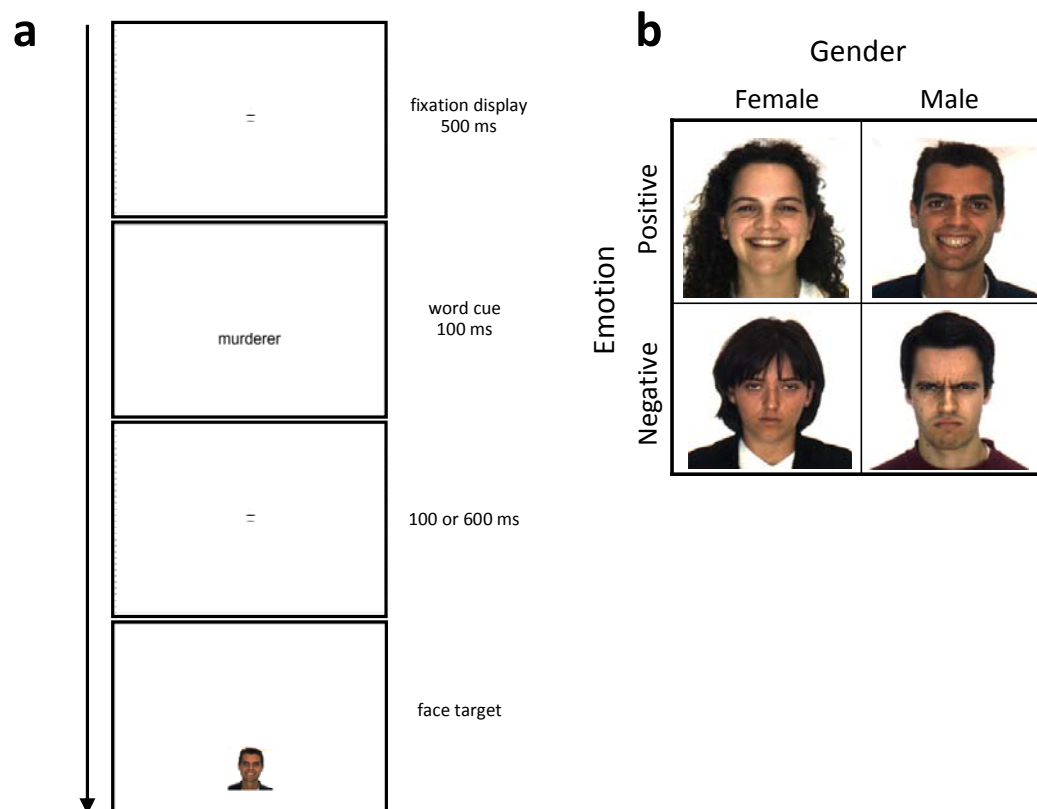 a
fixation display
500 ms
murderer
word cue
100 ms
100 or 600 ms
face target
b
Gender
Female Male
Emotion
Positive
Negative